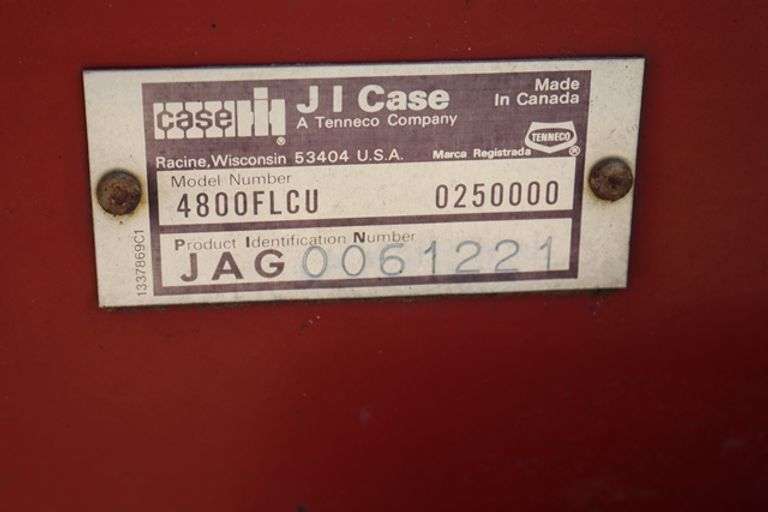 case IH J I Case
A Tenneco Company
Made
In Canada
TENNECO
Racine, Wisconsin 53404 U.S.A.
Marca Registrada ®
Model Number
4800FLCU 0250000
Product Identification Number
JAG0061221
1337869C1